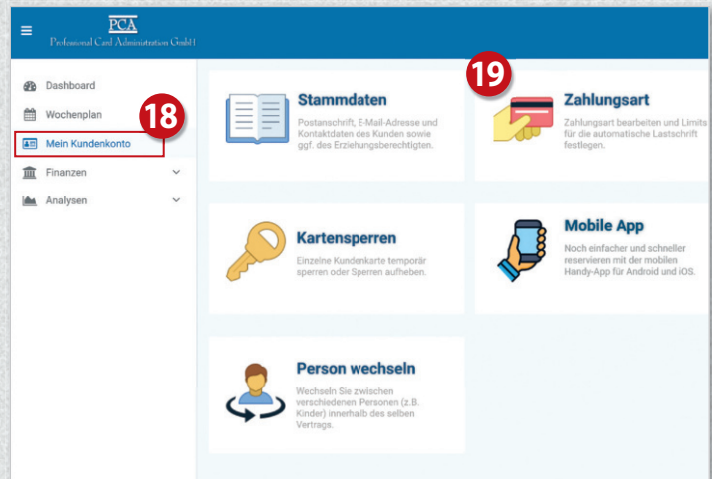 PCA
Professional Card Administration GmbH
Dashboard
Wochenplan
18
Mein Kundenkonto
Finanzen
Analysen
19
Stammdaten
Postanschrift, E-Mail-Adresse und
Kontaktdaten des Kunden sowie
ggf. des Erziehungsberechtigten.
Zahlungsart
Zahlungsart bearbeiten und Limits
für die automatische Lastschrift
festlegen.
Kartensperren
Einzelne Kundenkarte temporär
sperren oder Sperren aufheben.
Mobile App
Noch einfacher und schneller
reservieren mit der mobilen
Handy-App für Android und iOS.
Person wechseln
Wechseln Sie zwischen
verschiedenen Personen (z.B.
Kinder) innerhalb des selben
Vertrags.